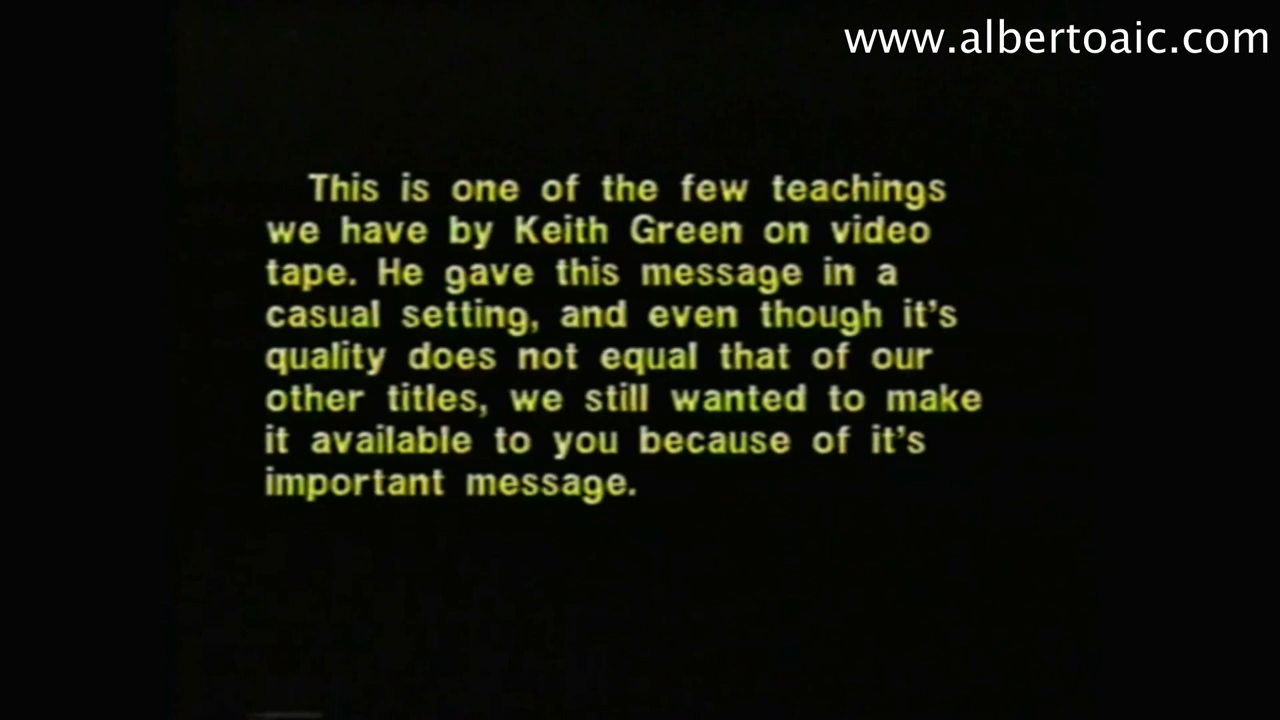 www.albertoaic.com
This is one of the few teachings
we have by Keith Green on video
tape. He gave this message in a
casual setting, and even though it's
quality does not equal that of our
other titles, we still wanted to make
it available to you because of it's
important message.